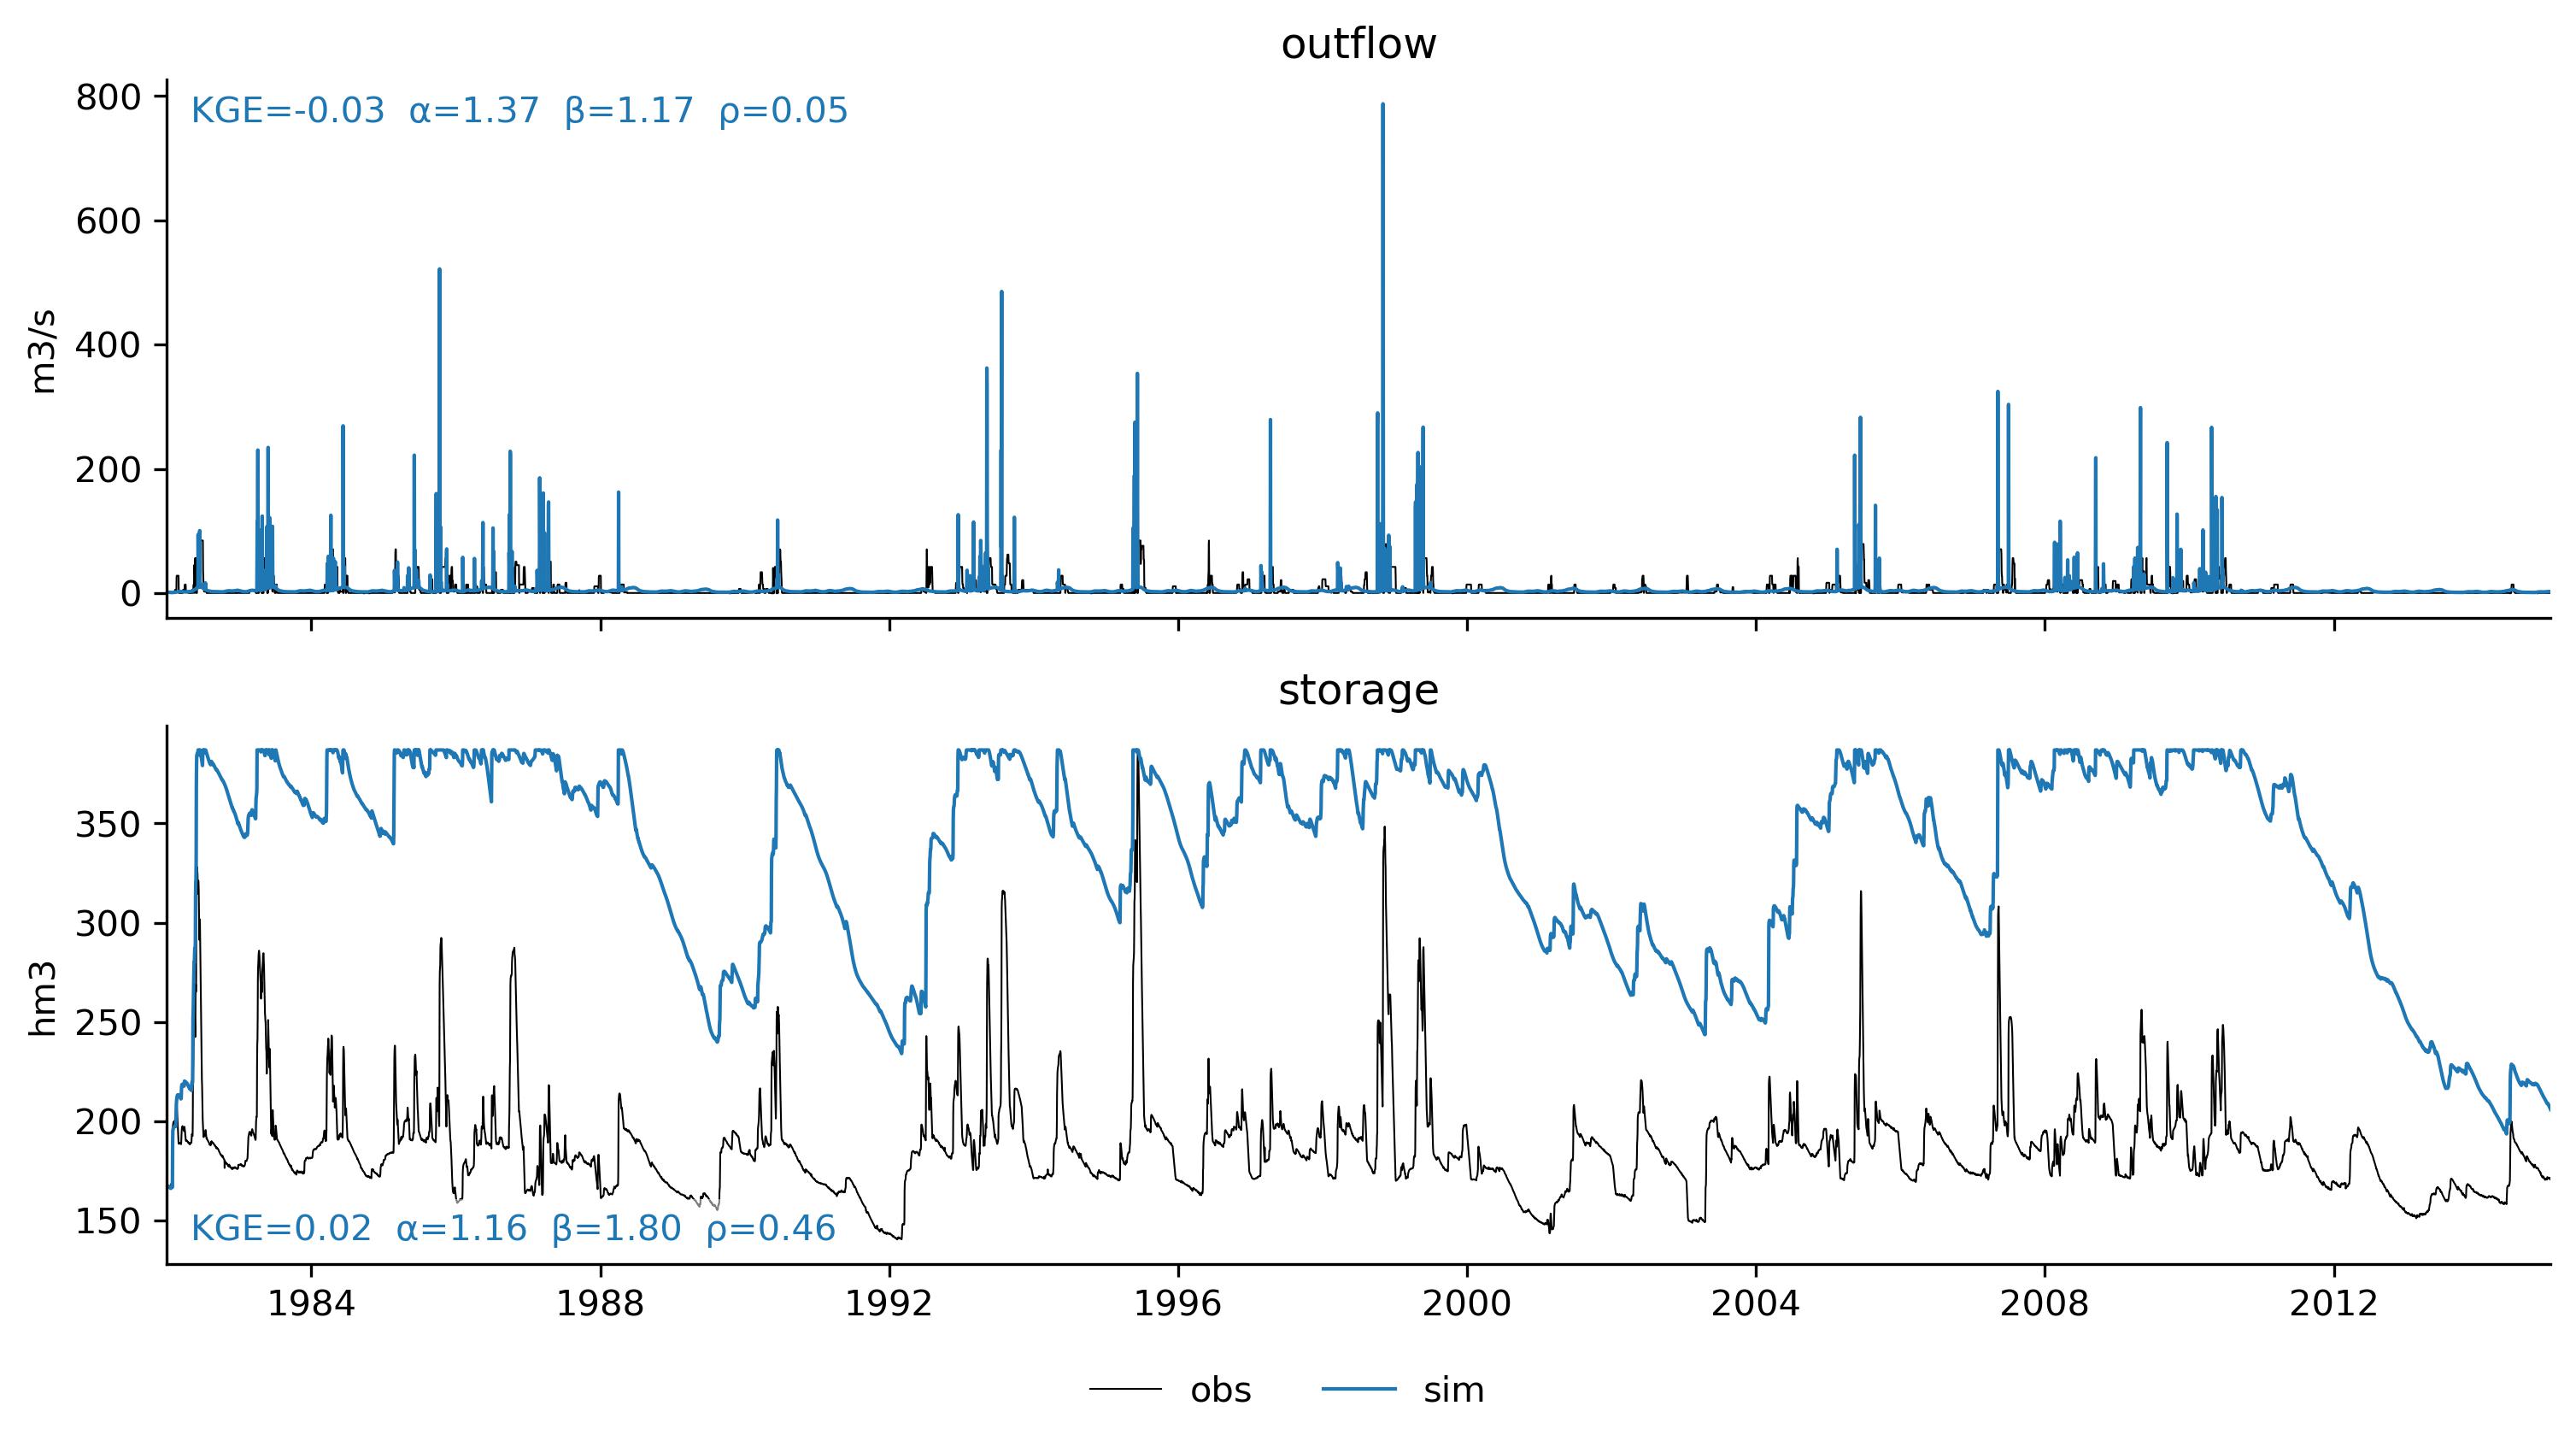 outflow
800
KGE=-0.03 α=1.37 β=1.17 ρ=0.05
600
m3/s
400
200
0
storage
350
300
hm3
250
200
150
KGE=0.02 α=1.16 β=1.80 ρ=0.46
1984 1988 1992 1996 2000 2004 2008 2012
obs sim